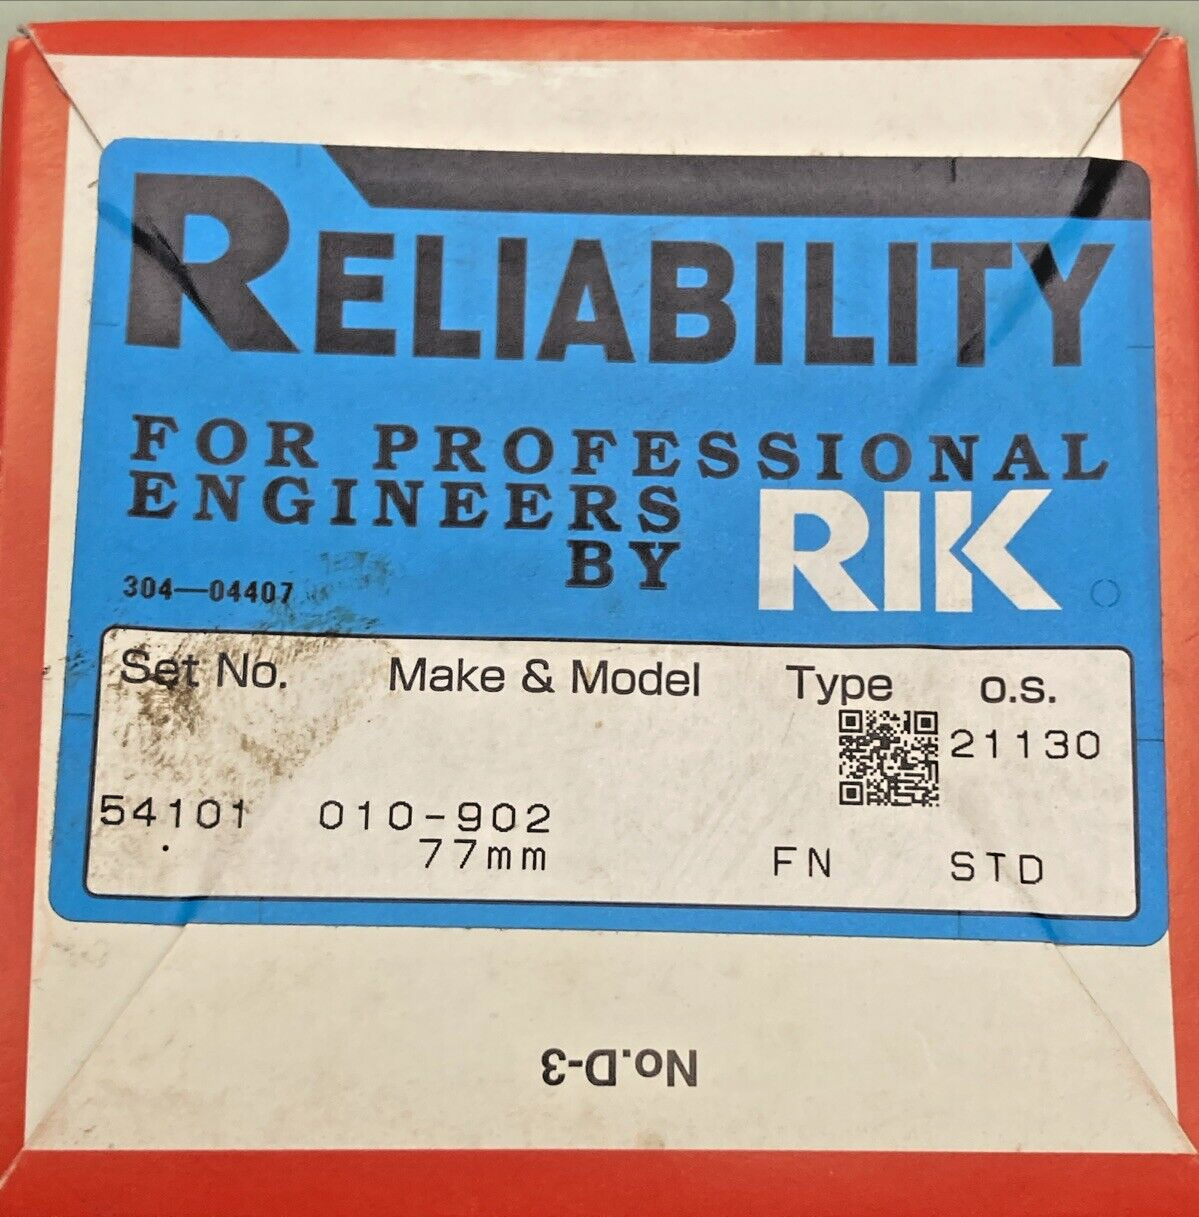 RELIABILITY
FOR PROFESSIONAL
ENGINEERS
BY RIK
304—04407
Set No. Make & Model Type o.s.
21130
54101 010-902
77mm FN STD
No.D-3